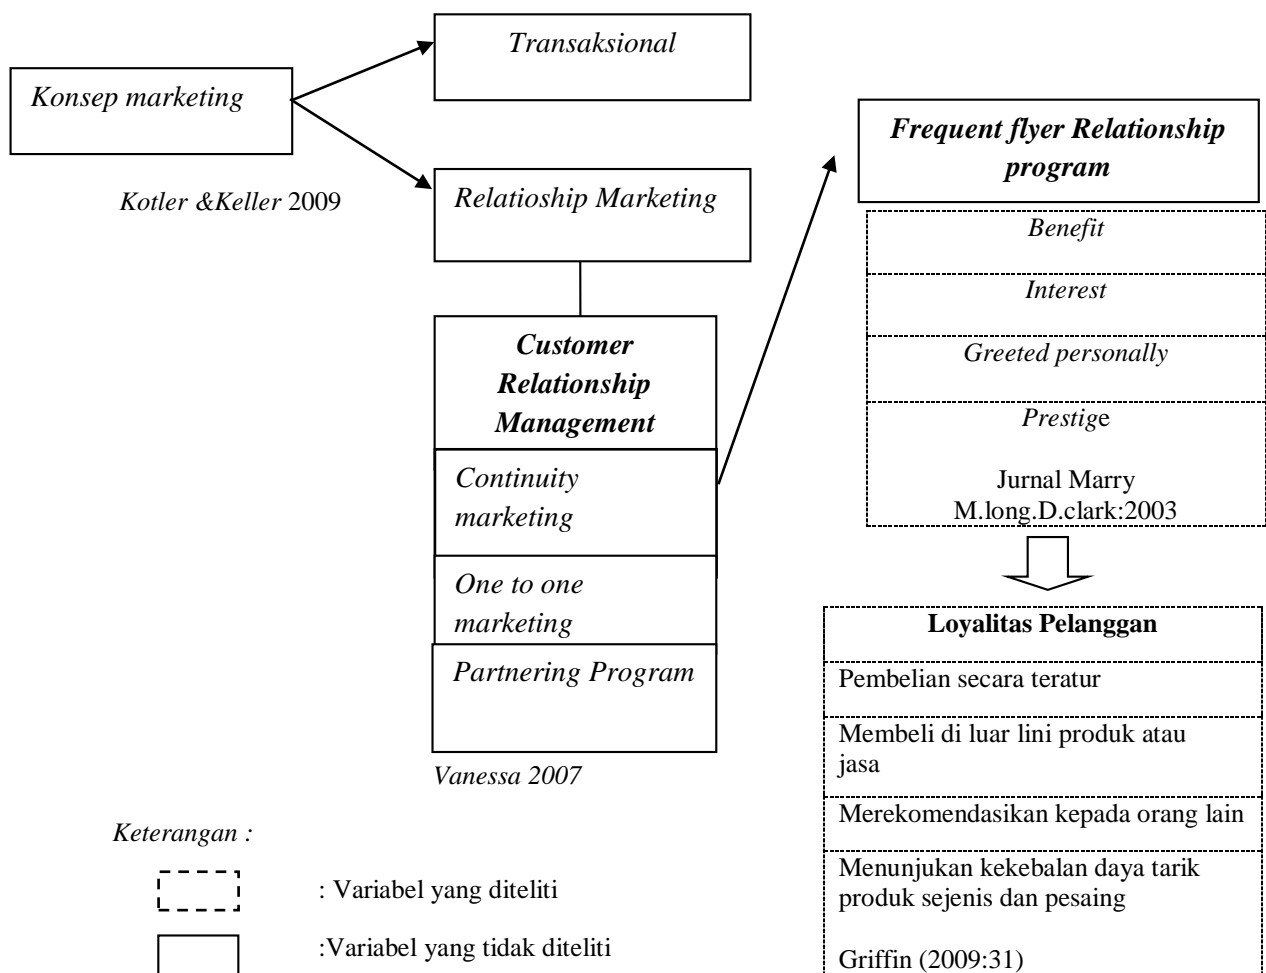 Transaksional
Konsep marketing
Kotler &Keller 2009
Relatioship Marketing
Customer
Relationship
Management
Continuity
marketing
One to one
marketing
Partnering Program
Vanessa 2007
Frequent flyer Relationship
program
Benefit
Interest
Greeted personally
Prestige
Jurnal Marry
M.long.D.clark:2003
Loyalitas Pelanggan
Pembelian secara teratur
Membeli di luar lini produk atau
jasa
Merekomendasikan kepada orang lain
Menunjukan kekebalan daya tarik
produk sejenis dan pesaing
Griffin (2009:31)
Keterangan :
: Variabel yang diteliti
:Variabel yang tidak diteliti